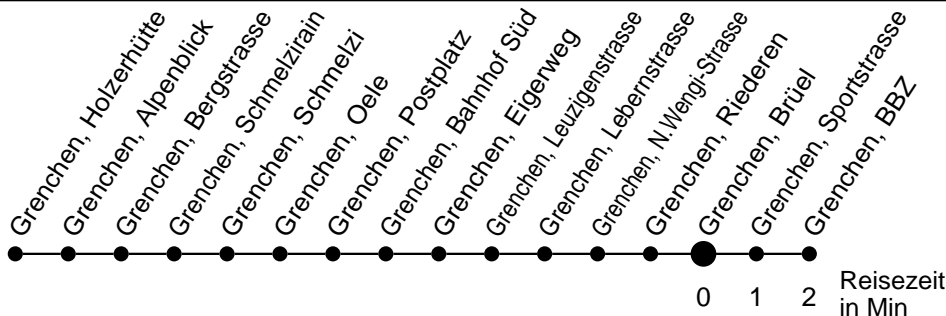 Grenchen, Holzerhütte
Grenchen, Alpenblick
Grenchen, Bergstrasse
Grenchen, Schmelzirain
Grenchen, Schmelzi
Grenchen, Oele
Grenchen, Postplatz
Grenchen, Bahnhof Süd
Grenchen, Eigerweg
Grenchen, Leuzigenstrasse
Grenchen, Lebernstrasse
Grenchen, N.Wengi-Strasse
Grenchen, Riederen
Grenchen, Brüel
Grenchen, Sportstrasse
Grenchen, BBZ
0 1 2 Reisezeit
in Min